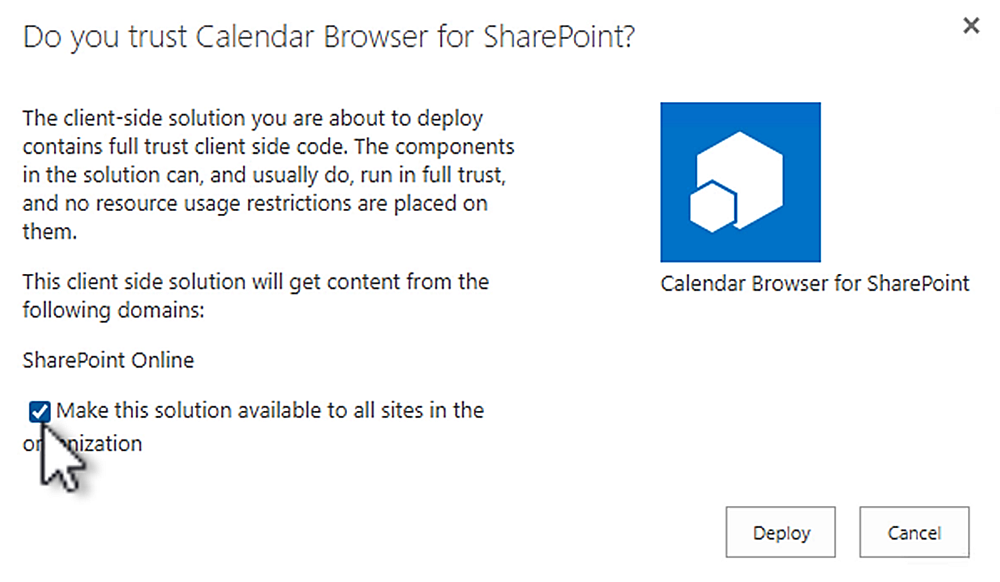 Do you trust Calendar Browser for SharePoint?
The client-side solution you are about to deploy
contains full trust client side code. The components
in the solution can, and usually do, run in full trust,
and no resource usage restrictions are placed on
them.
This client side solution will get content from the
following domains:
SharePoint Online
Make this solution available to all sites in the
organization
Calendar Browser for SharePoint
Deploy
Cancel